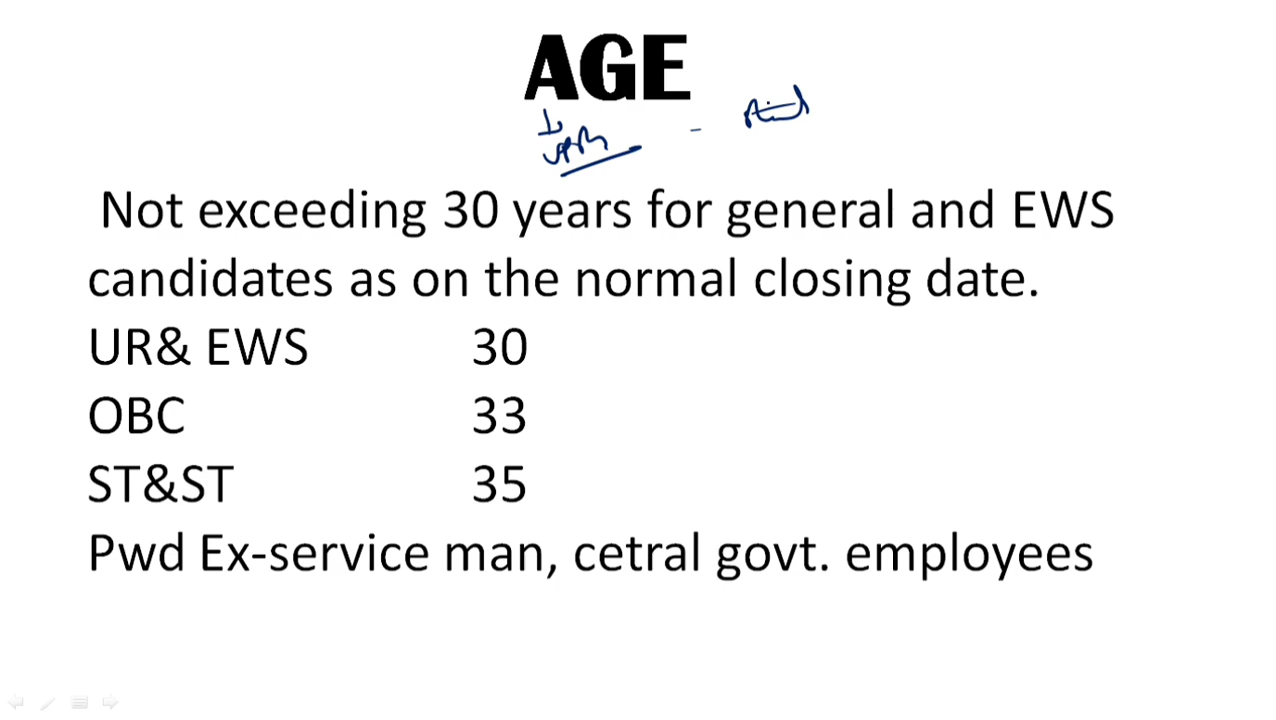 AGE
Not exceeding 30 years for general and EWS
candidates as on the normal closing date.
UR& EWS 30
OBC 33
ST&ST 35
Pwd Ex-service man, cetral govt. employees